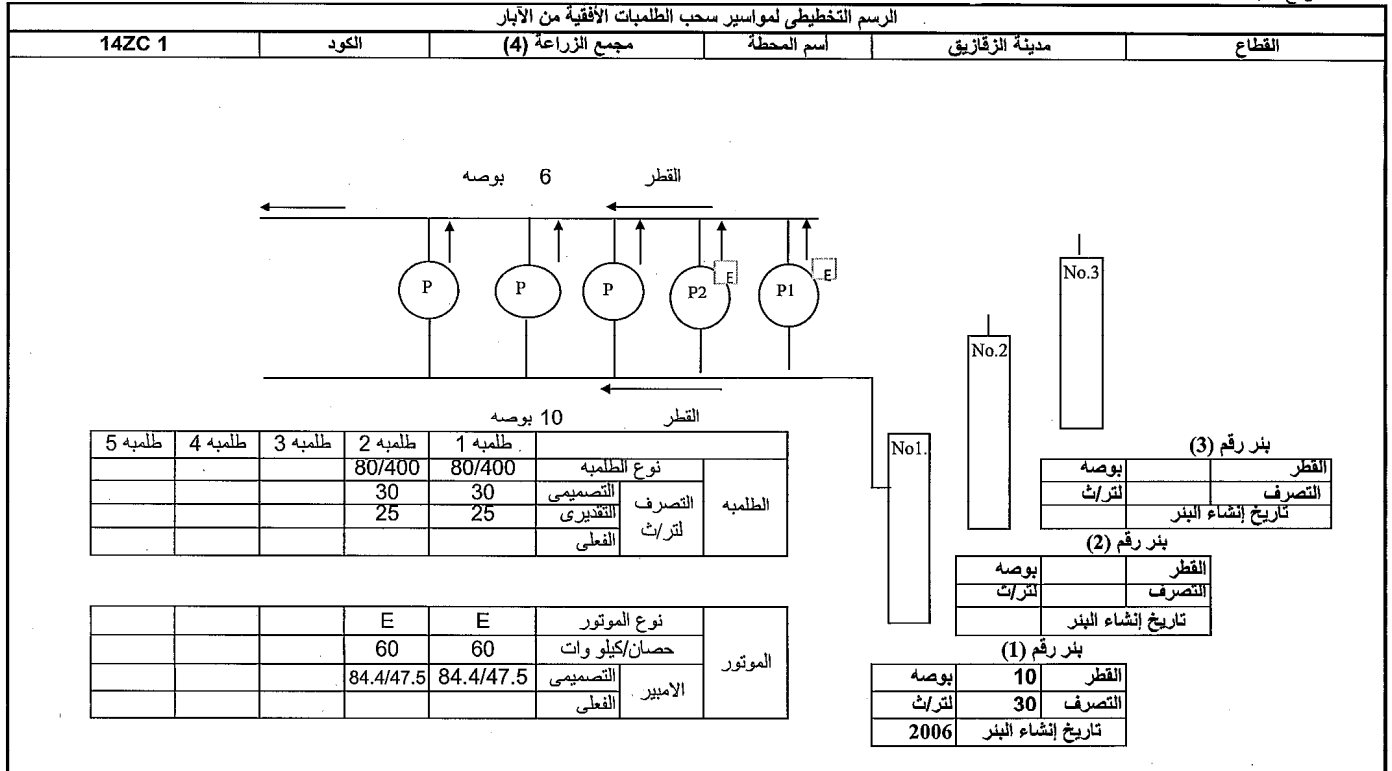 الرسم التخطيطى لمواسير سحب الطلمبات الأفقية من الآبار
القطاع مدينة الزقازيق أسم المحطة مجمع الزراعة (4) الكود 14ZC 1
القطر 6 بوصه
P P P P2 E P1 E
No.3
No.2
القطر 10 بوصه
No1.
طلمبه 1 طلمبه 2 طلمبه 3 طلمبه 4 طلمبه 5
الطلمبه نوع الطلمبه 80/400 80/400
التصرف لتر/ث التصميمى 30 30
التقديرى 25 25
الفعلى
بئر رقم (3)
القطر بوصه
التصرف لتر/ث
تاريخ إنشاء البئر
بئر رقم (2)
القطر بوصه
التصرف لتر/ث
تاريخ إنشاء البئر
الموتور نوع الموتور E E
حصان/كيلو وات 60 60
الامبير التصميمى 84.4/47.5 84.4/47.5
الفعلى
بئر رقم (1)
القطر 10 بوصه
التصرف 30 لتر/ث
تاريخ إنشاء البئر 2006